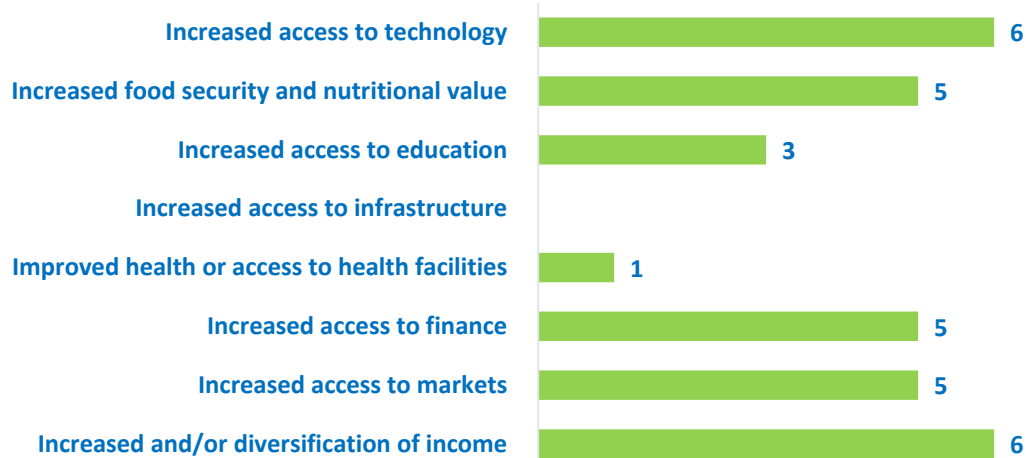 Increased access to technology 6
Increased food security and nutritional value 5
Increased access to education 3
Increased access to infrastructure
Improved health or access to health facilities 1
Increased access to finance 5
Increased access to markets 5
Increased and/or diversification of income 6